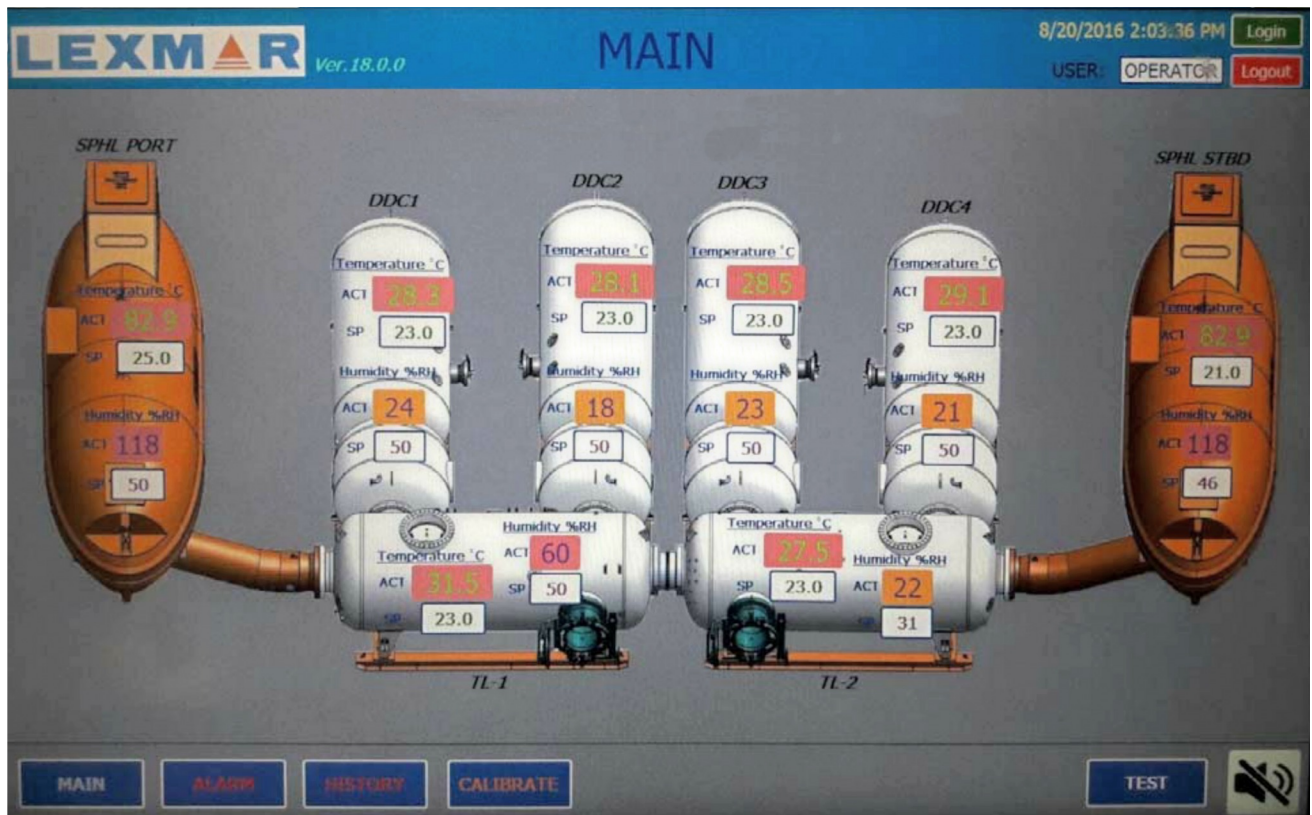 LEXMAR
Ver.18.0.0
MAIN
8/20/2016 2:03:36 PM
Login
USER: OPERATOR
Logout
SPHL PORT
Temperature °C
ACT 82.9
SP 25.0
Humidity %RH
ACT 118
SP 50
DDC1
Temperature °C
ACT 28.3
SP 23.0
Humidity %RH
ACT 24
SP 50
DDC2
Temperature °C
ACT 28.1
SP 23.0
Humidity %RH
ACT 18
SP 50
DDC3
Temperature °C
ACT 28.5
SP 23.0
Humidity %RH
ACT 23
SP 50
DDC4
Temperature °C
ACT 29.1
SP 23.0
Humidity %RH
ACT 21
SP 50
SPHL STBD
Temperature °C
ACT 82.9
SP 21.0
Humidity %RH
ACT 118
SP 46
Temperature °C
ACT 31.5
SP 23.0
Humidity %RH
ACT 60
SP 50
TL-1
Temperature °C
ACT 27.5
SP 23.0
Humidity %RH
ACT 22
SP 31
TL-2
MAIN
ALARM
HISTORY
CALIBRATE
TEST